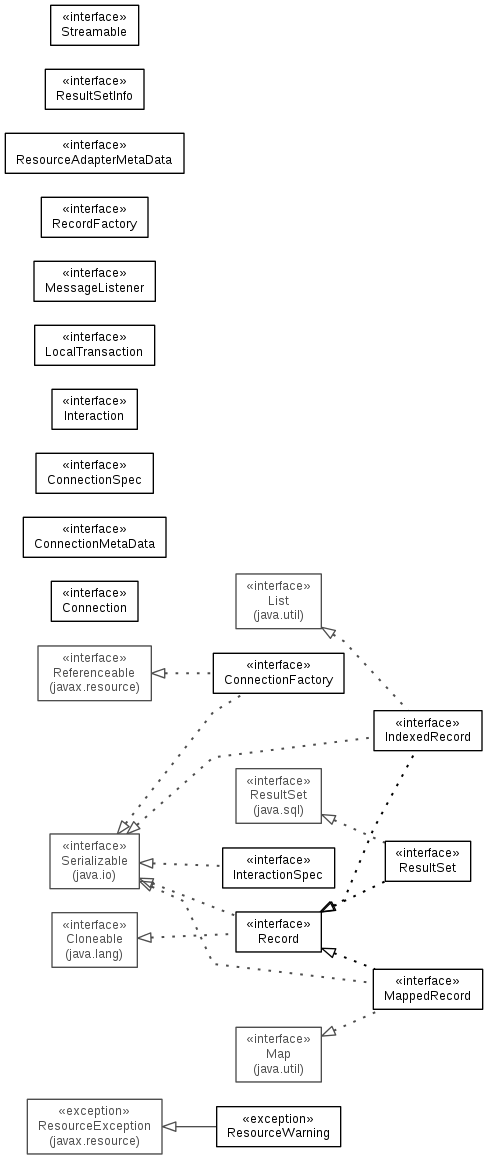 «interface»
Streamable
«interface»
ResultSetInfo
«interface»
ResourceAdapterMetaData
«interface»
RecordFactory
«interface»
MessageListener
«interface»
LocalTransaction
«interface»
Interaction
«interface»
ConnectionSpec
«interface»
ConnectionMetaData
«interface»
Connection
«interface»
List
(java.util)
«interface»
Referenceable
(javax.resource)
«interface»
ConnectionFactory
«interface»
IndexedRecord
«interface»
ResultSet
(java.sql)
«interface»
Serializable
(java.io)
«interface»
InteractionSpec
«interface»
ResultSet
«interface»
Cloneable
(java.lang)
«interface»
Record
«interface»
MappedRecord
«interface»
Map
(java.util)
«exception»
ResourceException
(javax.resource)
«exception»
ResourceWarning